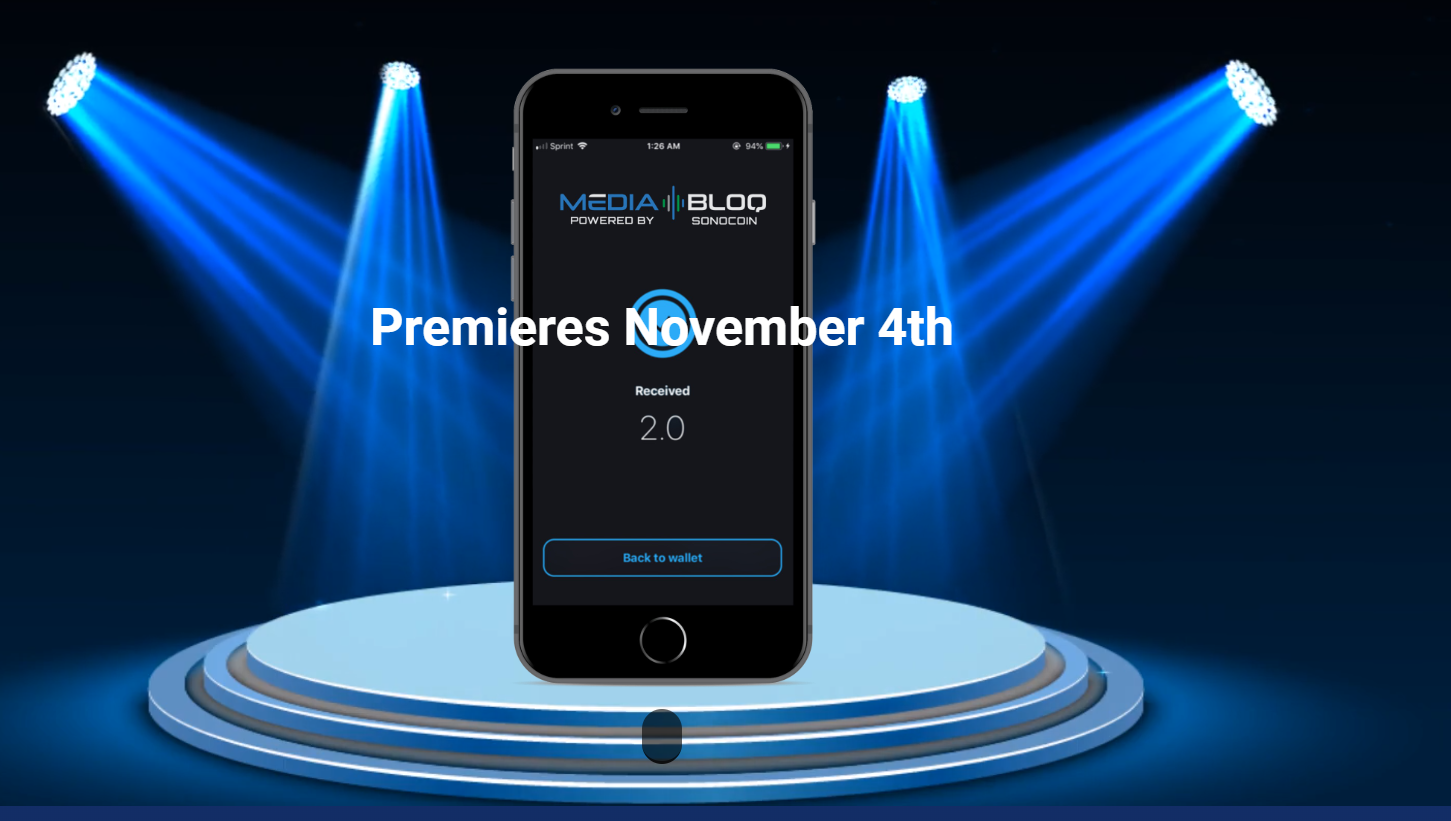 Sprint 1:26 AM 94%
MEDIA BLOQ
POWERED BY SONOCOIN
Premieres November 4th
Received
2.0
Back to wallet